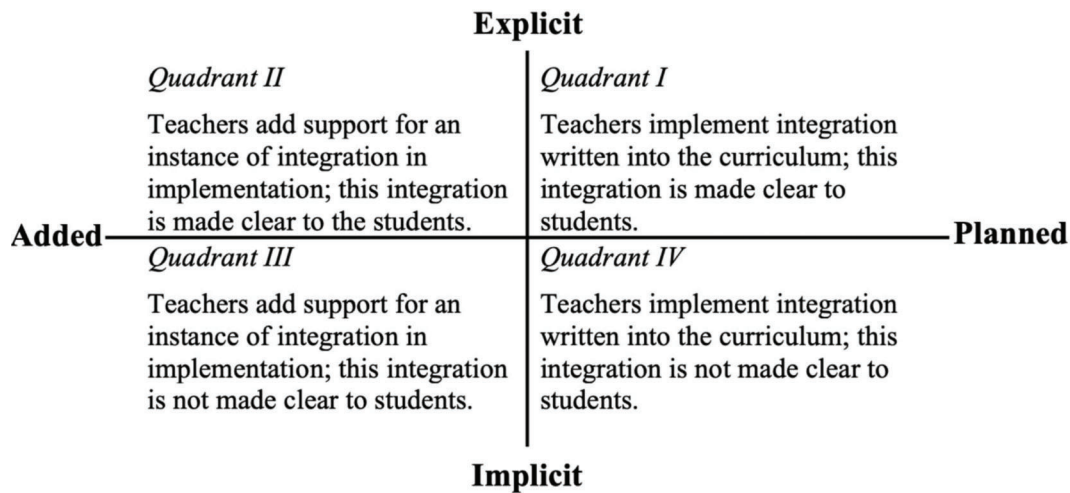 Explicit
Quadrant II
Teachers add support for an
instance of integration in
implementation; this integration
is made clear to the students.
Quadrant I
Teachers implement integration
written into the curriculum; this
integration is made clear to
students.
Added
Planned
Quadrant III
Teachers add support for an
instance of integration in
implementation; this integration
is not made clear to students.
Quadrant IV
Teachers implement integration
written into the curriculum; this
integration is not made clear to
students.
Implicit